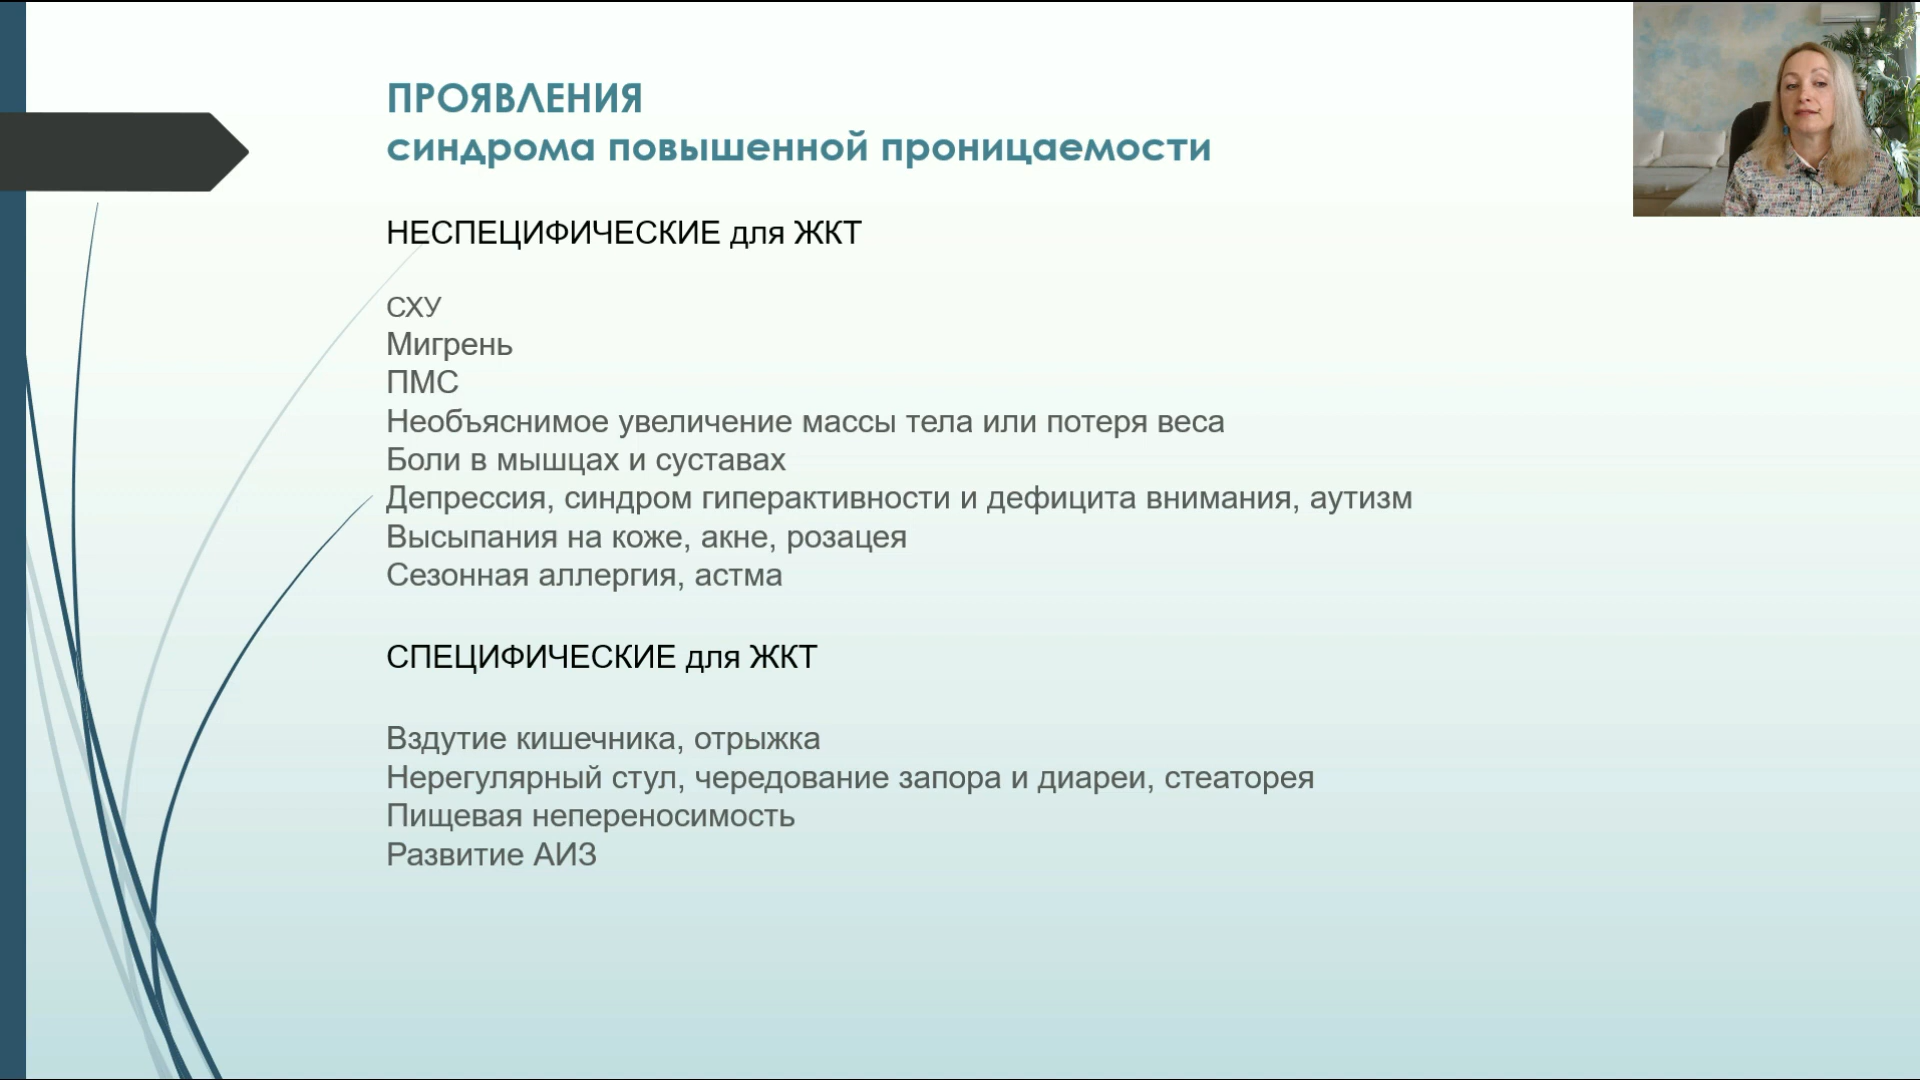 ПРОЯВЛЕНИЯ
синдрома повышенной проницаемости
НЕСПЕЦИФИЧЕСКИЕ для ЖКТ
СХУ
Мигрень
ПМС
Необъяснимое увеличение массы тела или потеря веса
Боли в мышцах и суставах
Депрессия, синдром гиперактивности и дефицита внимания, аутизм
Высыпания на коже, акне, розацея
Сезонная аллергия, астма
СПЕЦИФИЧЕСКИЕ для ЖКТ
Вздутие кишечника, отрыжка
Нерегулярный стул, чередование запора и диареи, стеаторея
Пищевая непереносимость
Развитие АИЗ